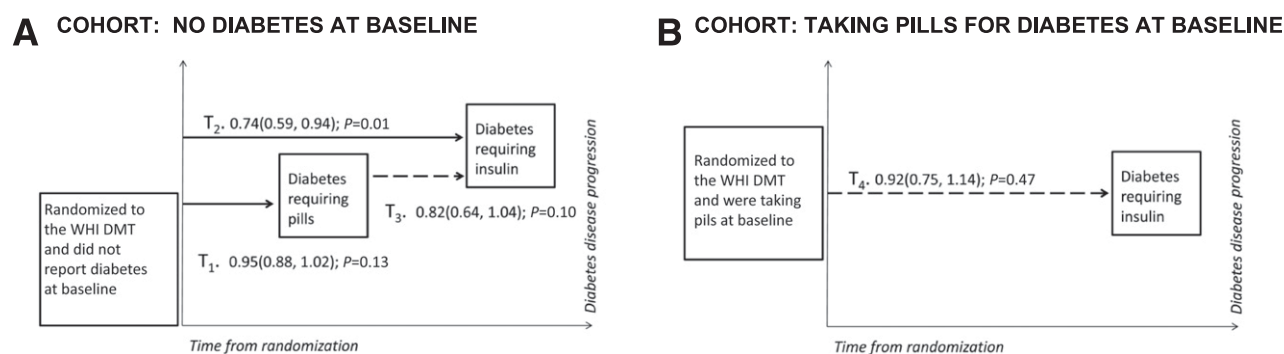 A COHORT: NO DIABETES AT BASELINE
T2. 0.74(0.59, 0.94); P=0.01
Diabetes
requiring
insulin
Diabetes
requiring
pills
T3. 0.82(0.64, 1.04); P=0.10
Randomized to
the WHI DMT
and did not
report diabetes
at baseline
T1. 0.95(0.88, 1.02); P=0.13
Diabetes disease progression
Time from randomization
B COHORT: TAKING PILLS FOR DIABETES AT BASELINE
Randomized to
the WHI DMT
and were taking
pils at baseline
T4. 0.92(0.75, 1.14); P=0.47
Diabetes
requiring
insulin
Diabetes disease progression
Time from randomization